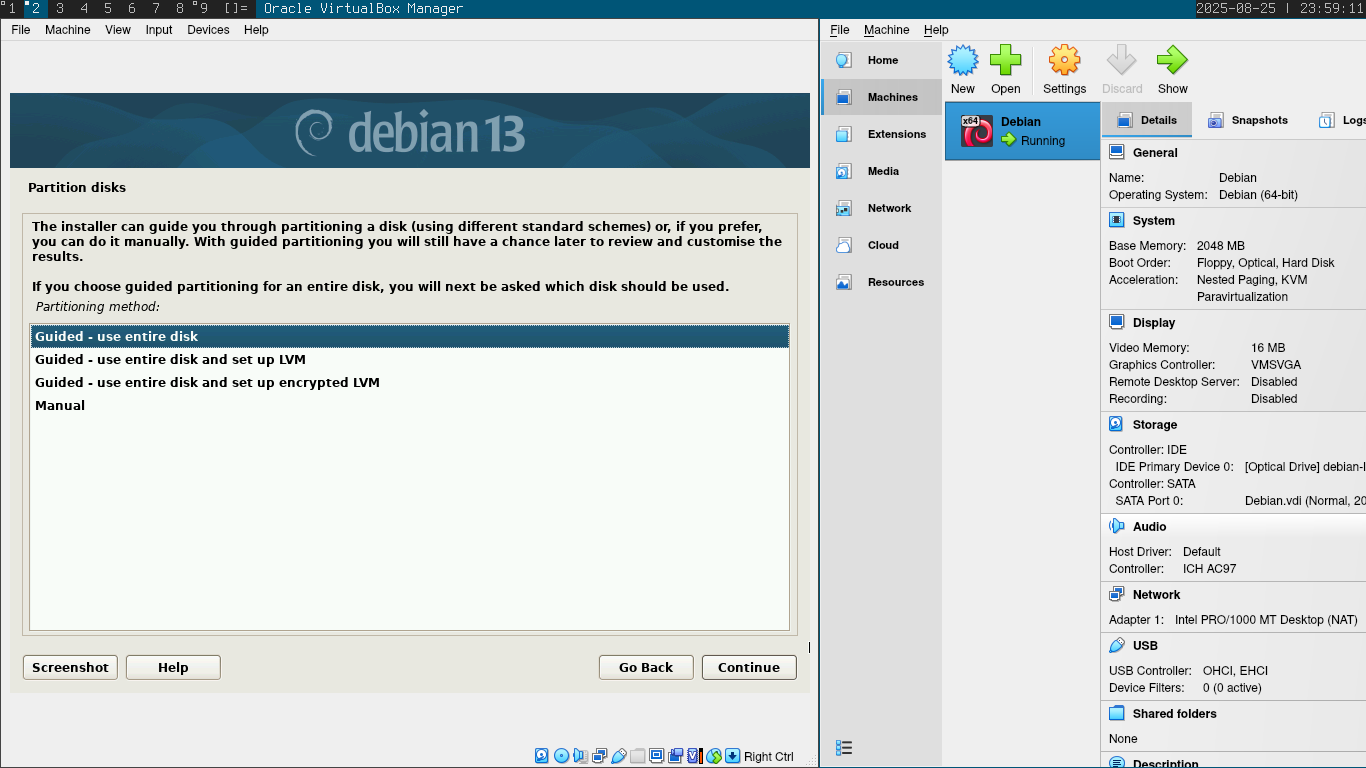 1 2 3 4 5 6 7 8 9 []= Oracle VirtualBox Manager 2025-08-25 | 23:59:11
File Machine View Input Devices Help
debian 13
Partition disks
The installer can guide you through partitioning a disk (using different standard schemes) or, if you prefer,
you can do it manually. With guided partitioning you will still have a chance later to review and customise the
results.
If you choose guided partitioning for an entire disk, you will next be asked which disk should be used.
Partitioning method:
Guided - use entire disk
Guided - use entire disk and set up LVM
Guided - use entire disk and set up encrypted LVM
Manual
Screenshot Help Go Back Continue
Right Ctrl
File Machine Help
Home
Machines
Extensions
Media
Network
Cloud
Resources
New Open Settings Discard Show
x64 Debian
Running
Details Snapshots Logs
General
Name: Debian
Operating System: Debian (64-bit)
System
Base Memory: 2048 MB
Boot Order: Floppy, Optical, Hard Disk
Acceleration: Nested Paging, KVM
Paravirtualization
Display
Video Memory: 16 MB
Graphics Controller: VMSVGA
Remote Desktop Server: Disabled
Recording: Disabled
Storage
Controller: IDE
IDE Primary Device 0: [Optical Drive] debian-
Controller: SATA
SATA Port 0: Debian.vdi (Normal, 20
Audio
Host Driver: Default
Controller: ICH AC97
Network
Adapter 1: Intel PRO/1000 MT Desktop (NAT)
USB
USB Controller: OHCI, EHCI
Device Filters: 0 (0 active)
Shared folders
None
Description